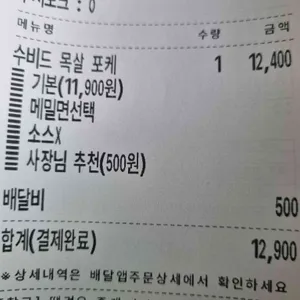 : 0
메뉴명 수량 금액
수비드 목살 포케 1 12,400
기본(11,900원)
메밀면선택
소스X
사장님 추천(500원)
배달비 500
합계(결제완료) 12,900
※상세내역은 배달앱주문상세에서 확인하세요